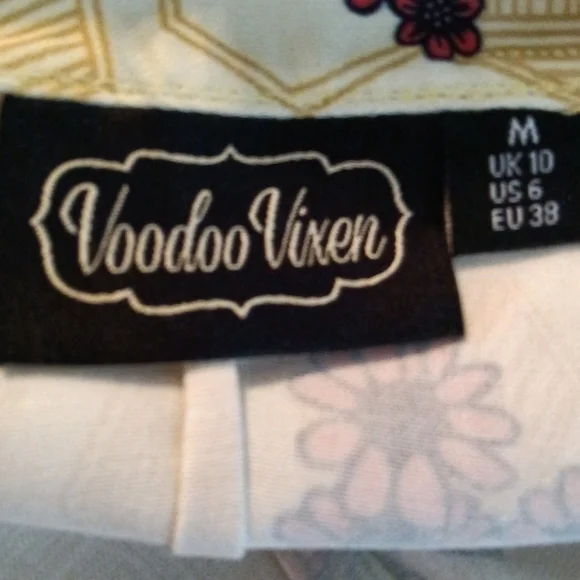 Voodoo Vixen
M
UK 10
US 6
EU 38